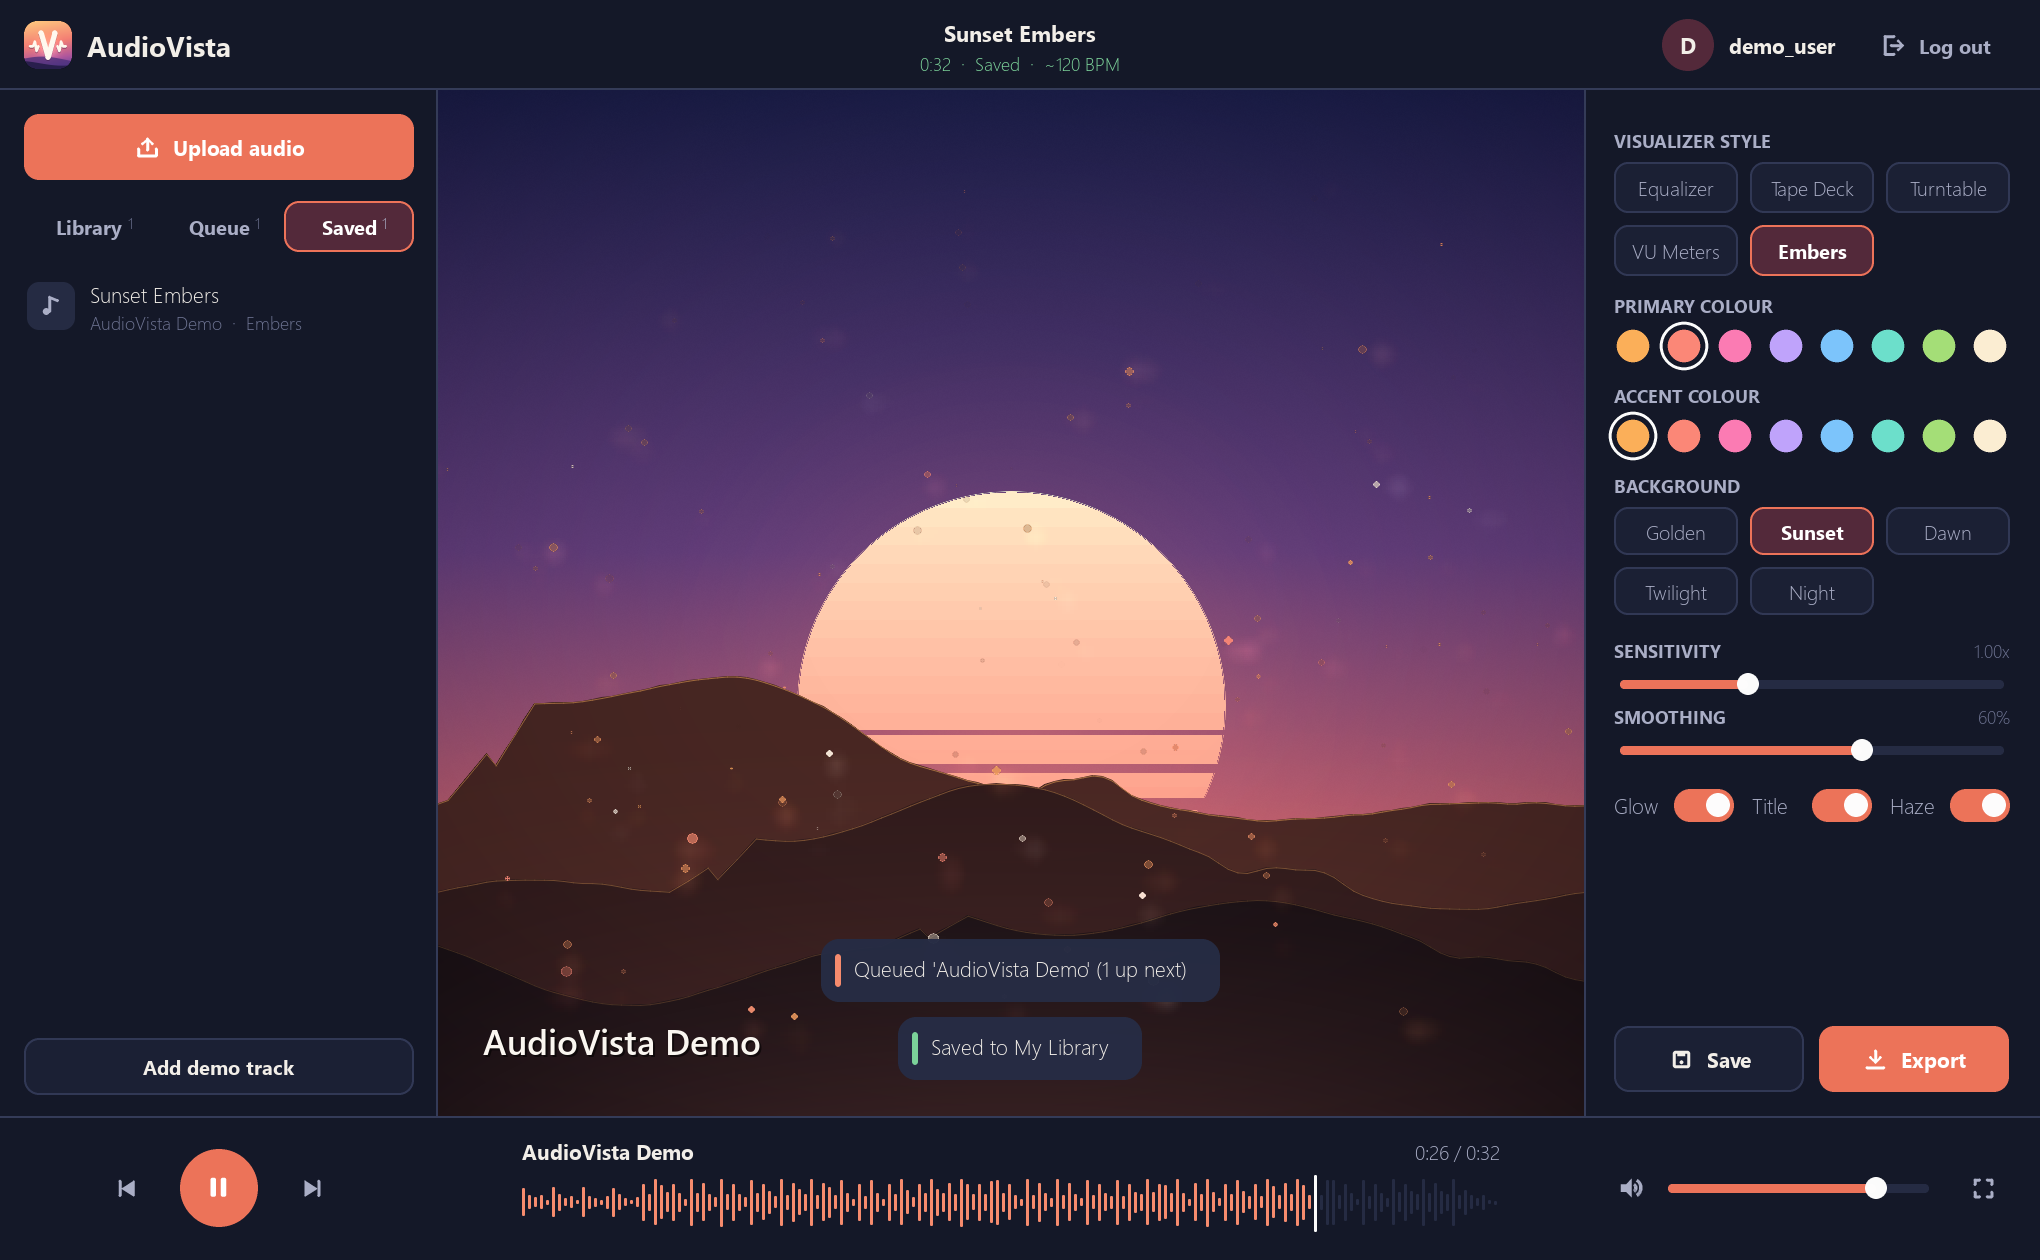 AudioVista
Sunset Embers
0:32 · Saved · ~120 BPM
D
demo_user
Log out
Upload audio
Library 1
Queue 1
Saved 1
Sunset Embers
AudioVista Demo · Embers
Add demo track
Queued 'AudioVista Demo' (1 up next)
Saved to My Library
AudioVista Demo
VISUALIZER STYLE
Equalizer
Tape Deck
Turntable
VU Meters
Embers
PRIMARY COLOUR
ACCENT COLOUR
BACKGROUND
Golden
Sunset
Dawn
Twilight
Night
SENSITIVITY 1.00x
SMOOTHING 60%
Glow
Title
Haze
Save
Export
AudioVista Demo
0:26 / 0:32